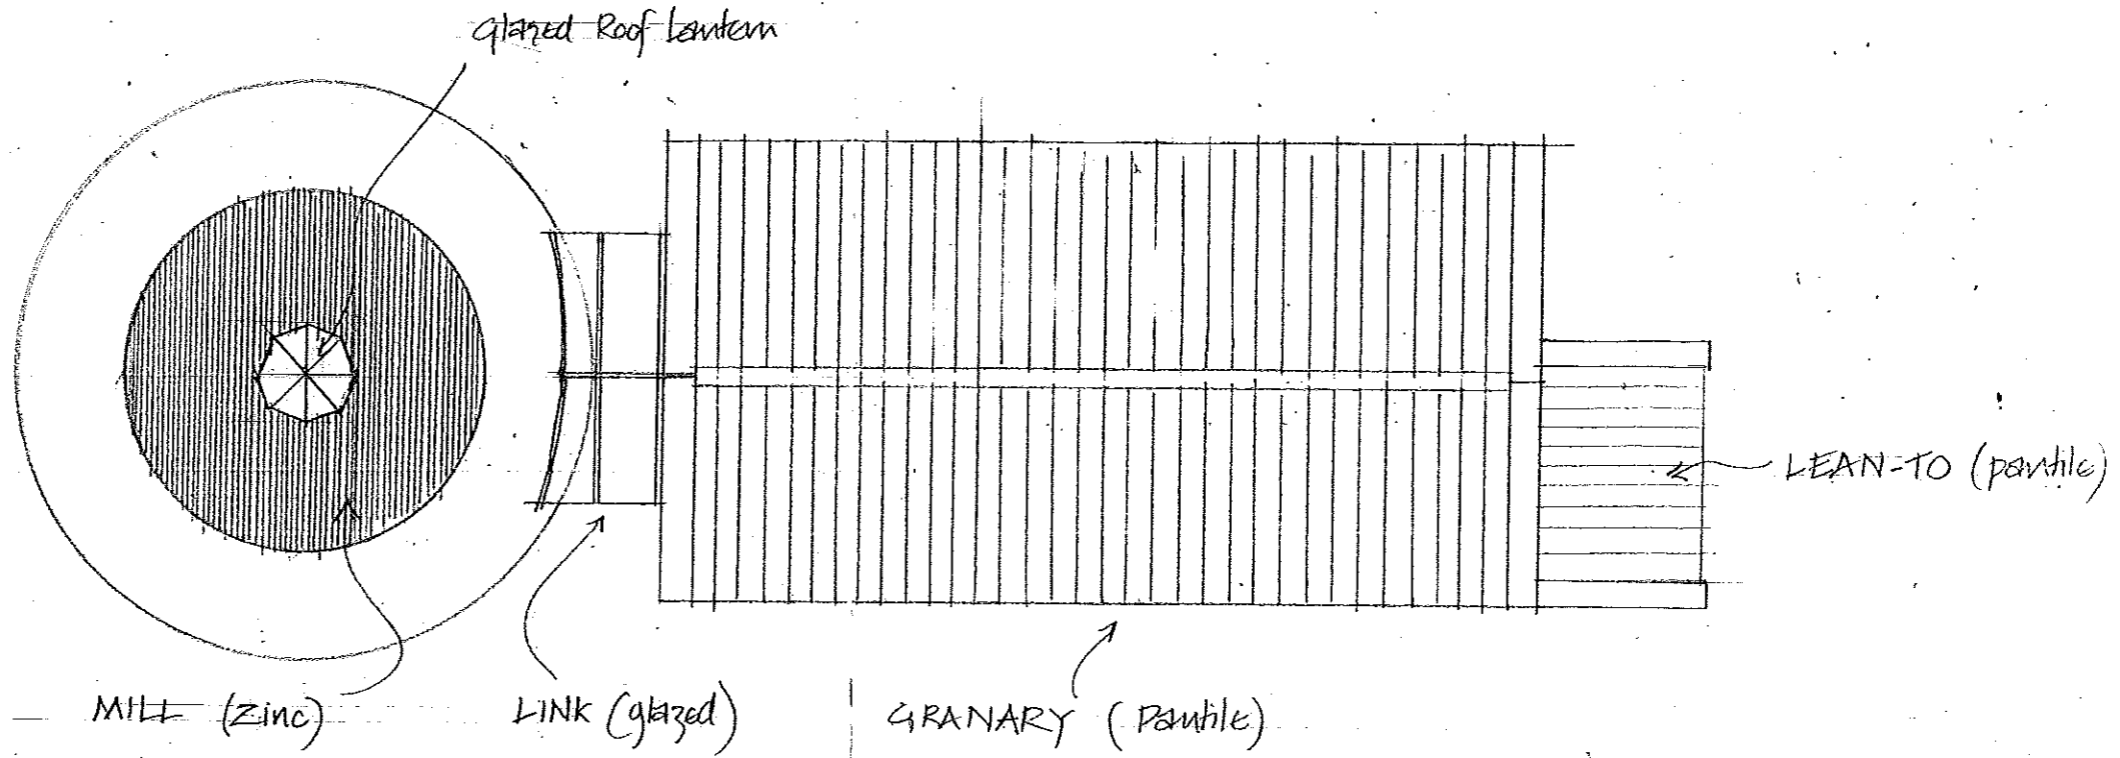 Glazed Roof Lantern
LEAN-TO (pantile)
MILL (Zinc)
LINK (glazed)
GRANARY (Pantile)